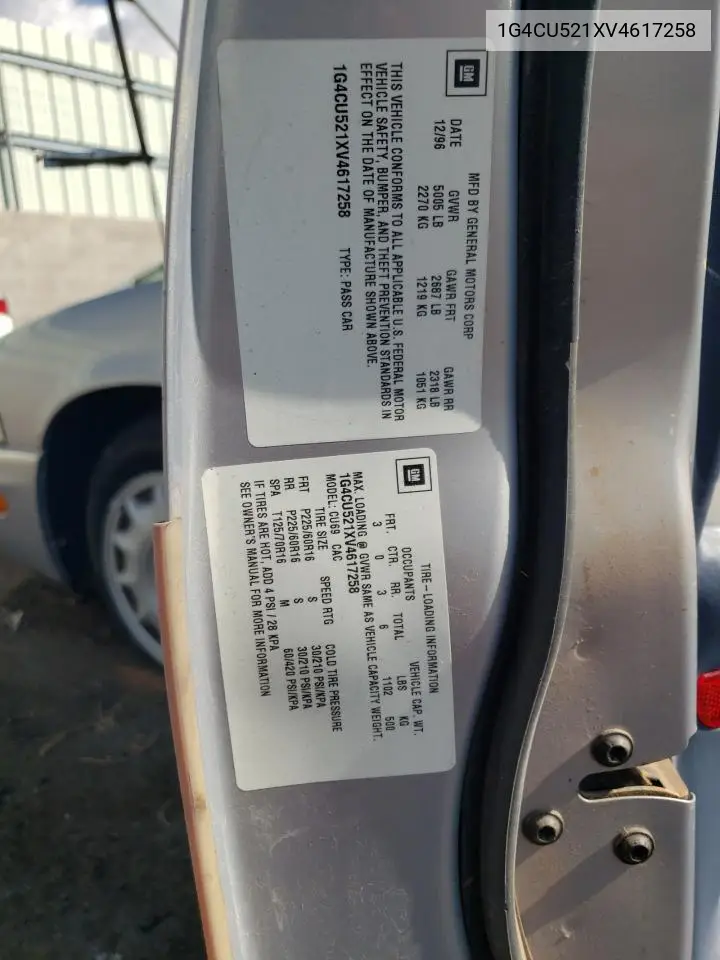 1G4CU521XV4617258
GM
MFD BY GENERAL MOTORS CORP
DATE GVWR GAWR FRT GAWR RR
12/96 5005 LB 2687 LB 2318 LB
2270 KG 1219 KG 1051 KG
THIS VEHICLE CONFORMS TO ALL APPLICABLE U.S. FEDERAL MOTOR
VEHICLE SAFETY, BUMPER, AND THEFT PREVENTION STANDARDS IN
EFFECT ON THE DATE OF MANUFACTURE SHOWN ABOVE.
1G4CU521XV4617258 TYPE: PASS CAR
GM
TIRE-LOADING INFORMATION
OCCUPANTS VEHICLE CAP. WT.
FRT. CTR. RR. TOTAL LBS KG
3 0 3 6 1102 500
MAX. LOADING @ GVWR SAME AS VEHICLE CAPACITY WEIGHT.
1G4CU521XV4617258
MODEL: CU69 CAC
TIRE SIZE SPEED RTG COLD TIRE PRESSURE
FRT P225/60R16 S 30/210 PSI/KPA
RR P225/60R16 S 30/210 PSI/KPA
SPA T125/70R16 M 60/420 PSI/KPA
IF TIRES ARE HOT, ADD 4 PSI / 28 KPA
SEE OWNER'S MANUAL FOR MORE INFORMATION